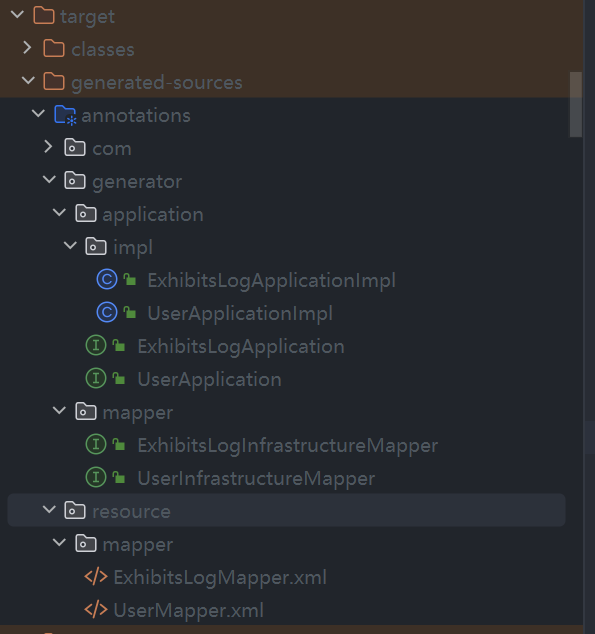 target
classes
generated-sources
annotations
com
generator
application
impl
ExhibitsLogApplicationImpl
UserApplicationImpl
ExhibitsLogApplication
UserApplication
mapper
ExhibitsLogInfrastructureMapper
UserInfrastructureMapper
resource
mapper
ExhibitsLogMapper.xml
UserMapper.xml